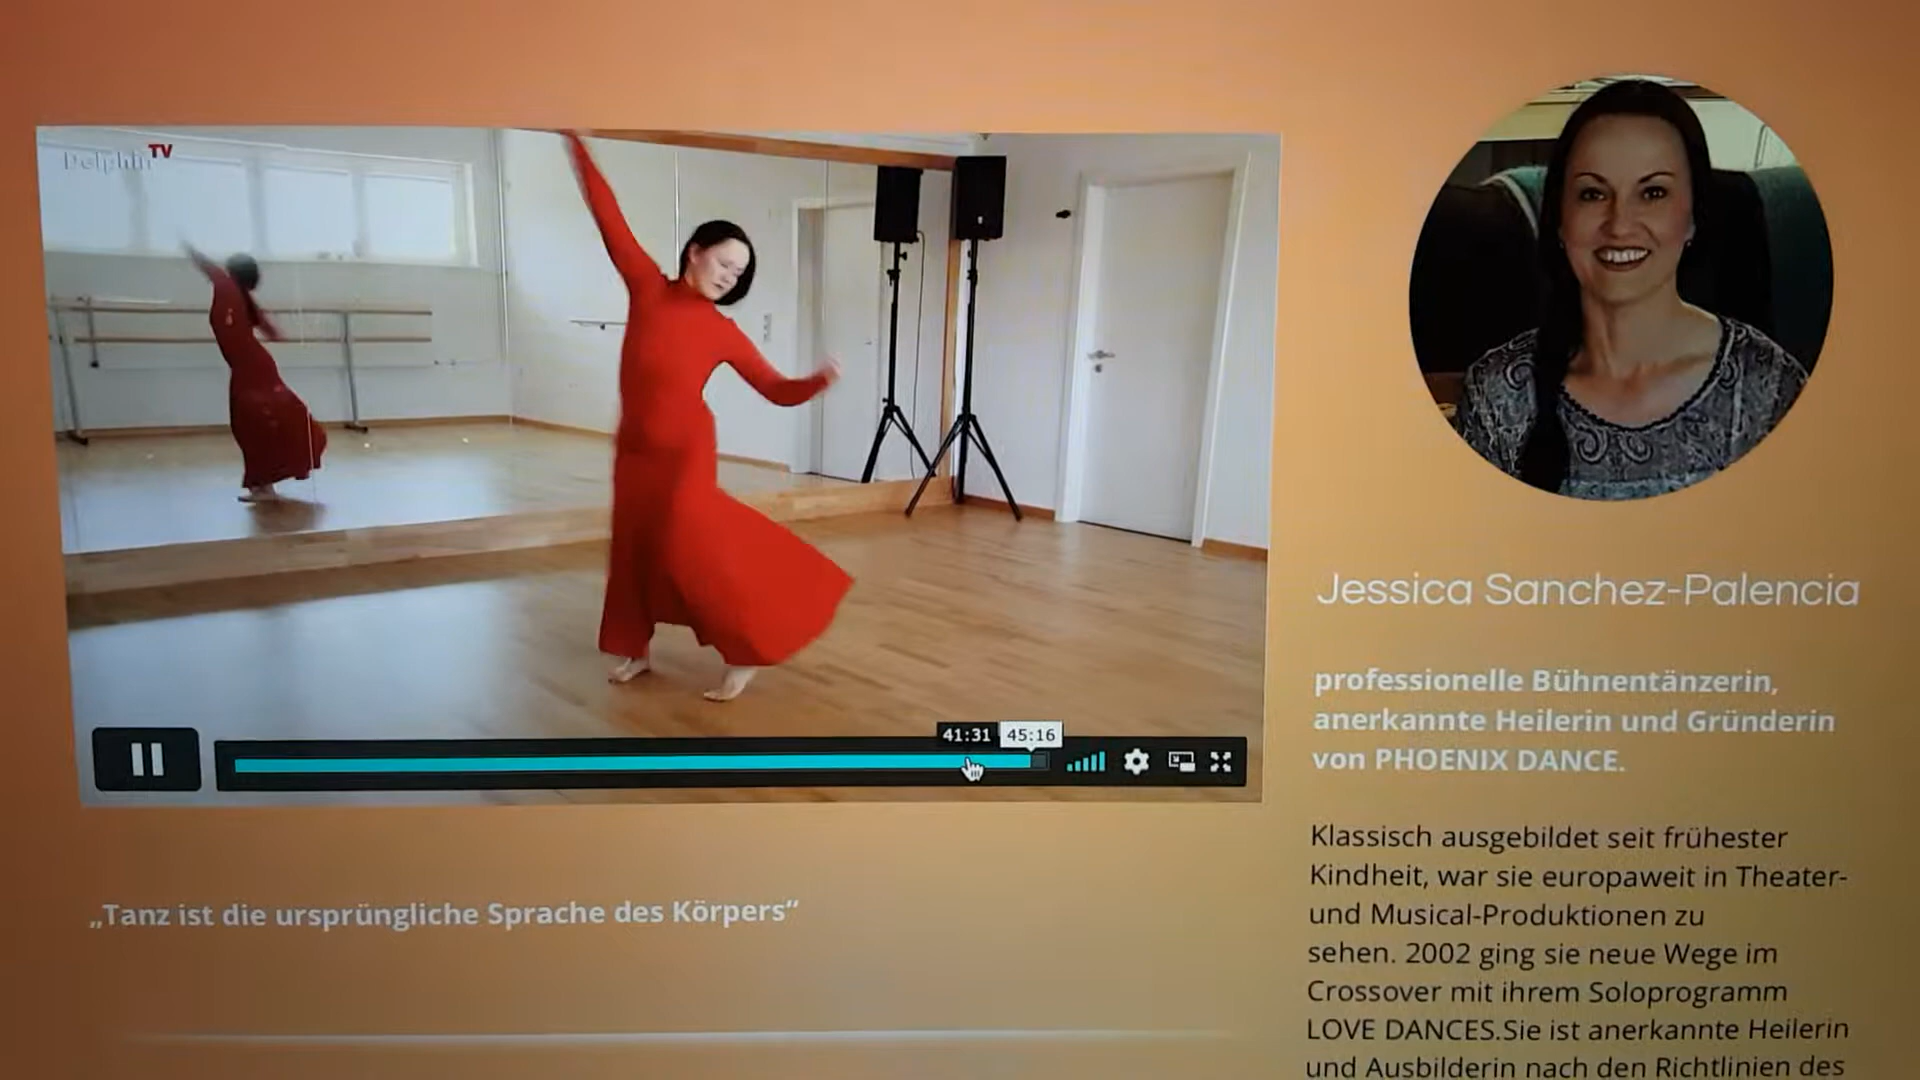 Delphin TV
41:31 45:16
„Tanz ist die ursprüngliche Sprache des Körpers“
Jessica Sanchez-Palencia
professionelle Bühnentänzerin,
anerkannte Heilerin und Gründerin
von PHOENIX DANCE.
Klassisch ausgebildet seit frühester
Kindheit, war sie europaweit in Theater-
und Musical-Produktionen zu
sehen. 2002 ging sie neue Wege im
Crossover mit ihrem Soloprogramm
LOVE DANCES.Sie ist anerkannte Heilerin
und Ausbilderin nach den Richtlinien des